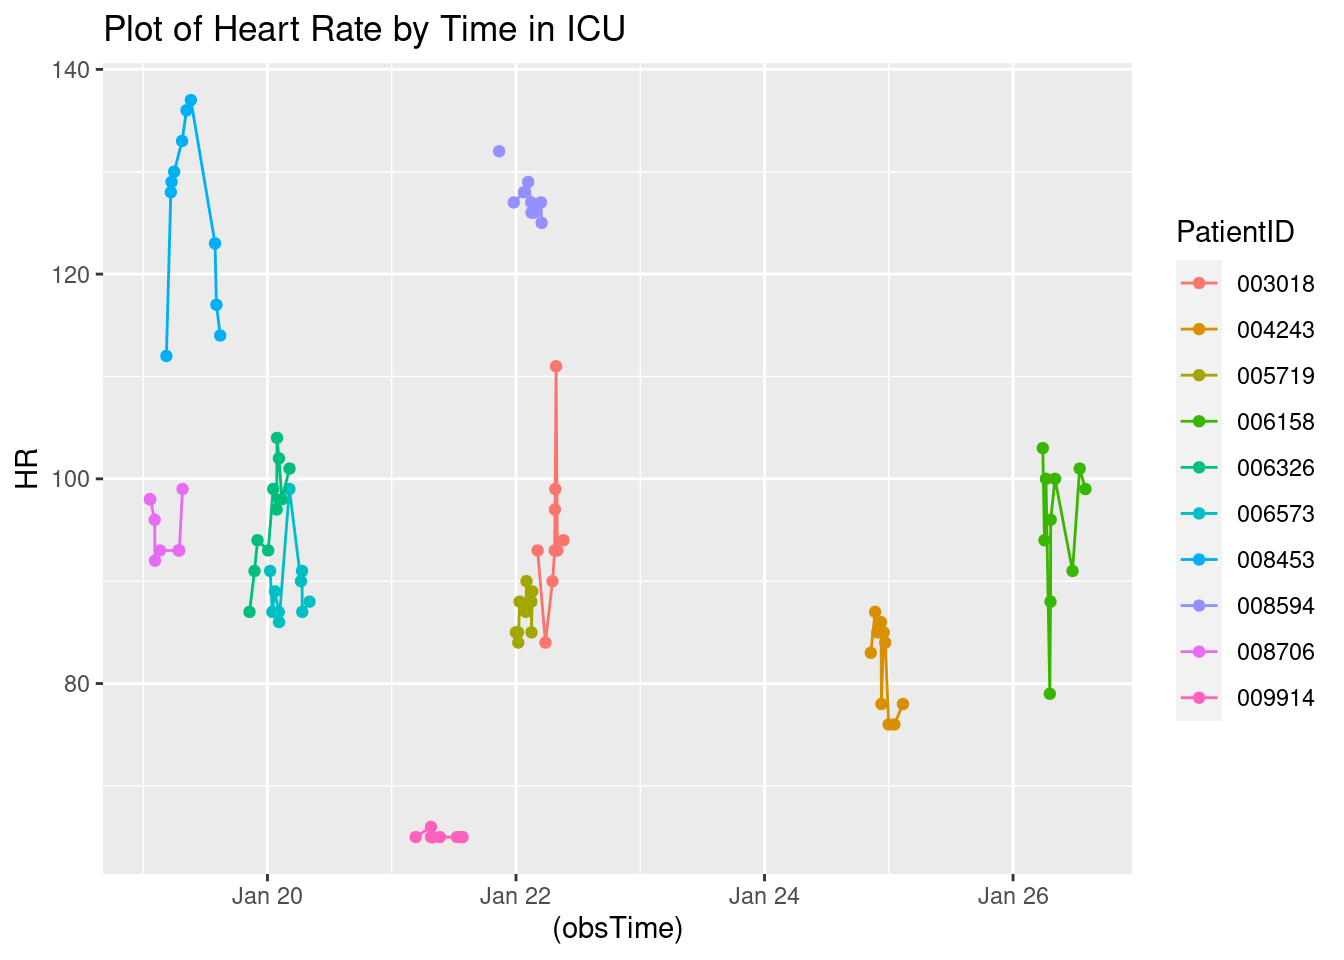 Plot of Heart Rate by Time in ICU
140
120
100
80
HR
Jan 20
Jan 22
Jan 24
Jan 26
(obsTime)
PatientID
003018
004243
005719
006158
006326
006573
008453
008594
008706
009914